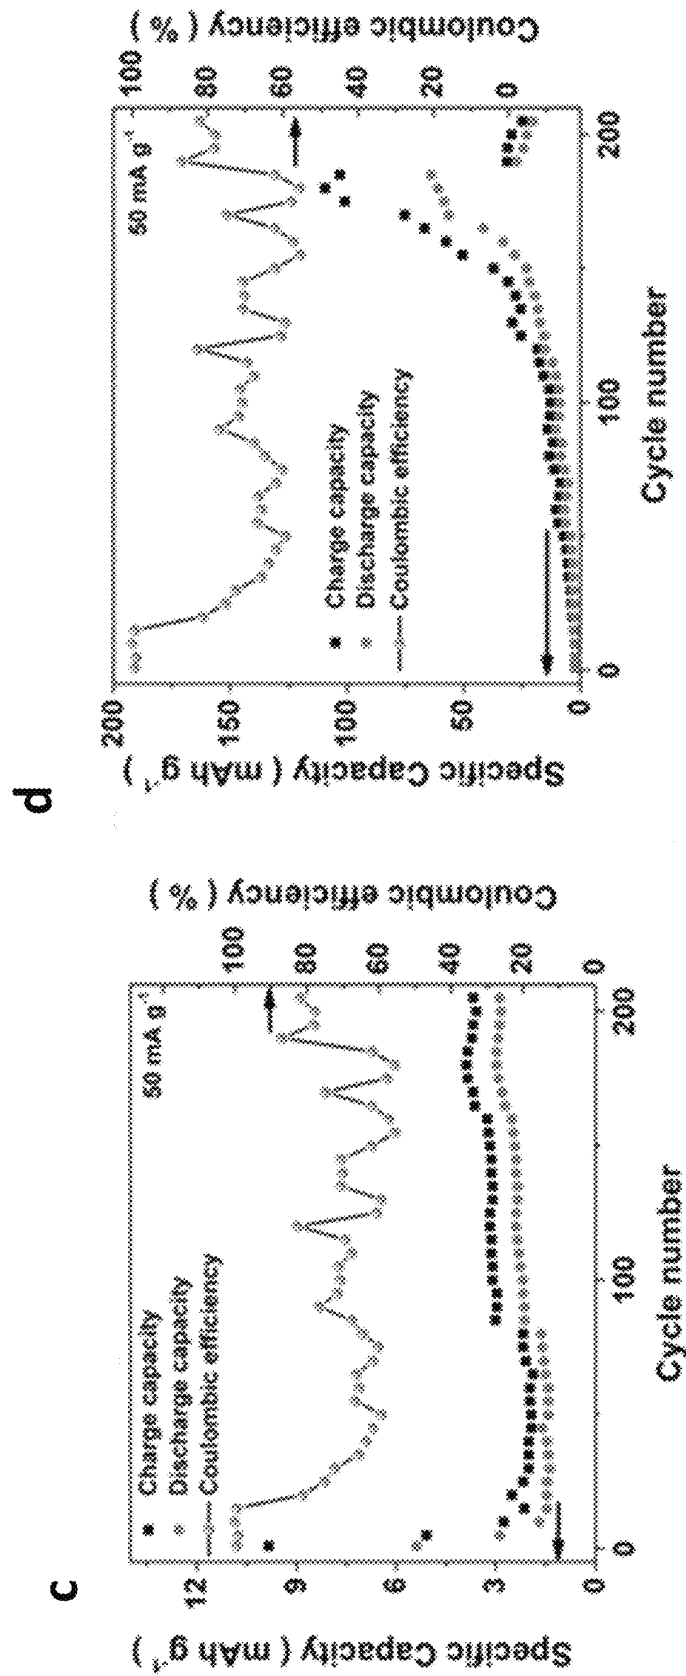 c
Charge capacity
Discharge capacity
Coulombic efficiency
50 mA g-1
Specific Capacity ( mAh g-1 )
12
9
6
3
0
Coulombic efficiency ( % )
100
80
60
40
20
0
0
100
200
Cycle number
d
50 mA g-1
Charge capacity
Discharge capacity
Coulombic efficiency
Specific Capacity ( mAh g-1 )
200
150
100
50
0
Coulombic efficiency ( % )
100
80
60
40
20
0
0
100
200
Cycle number